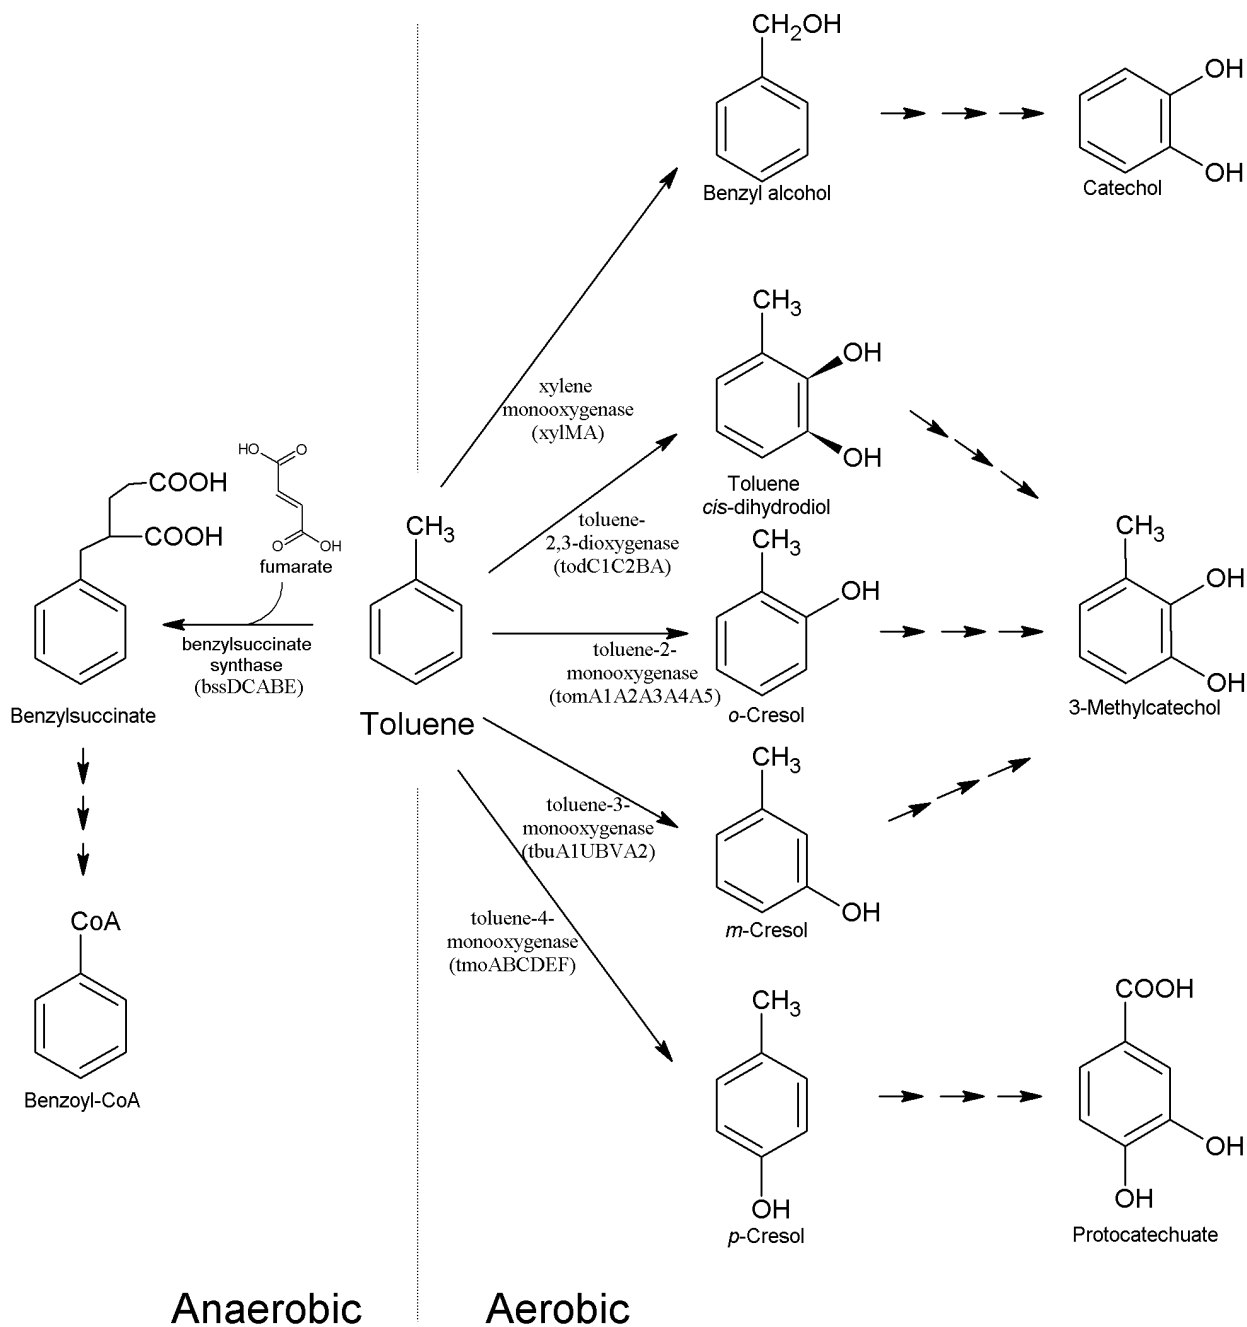 CH2OH
OH
OH
Benzyl alcohol
Catechol
CH3
OH
OH
xylene
monooxygenase
(xylMA)
Toluene
cis-dihydrodiol
HO
O
O
OH
fumarate
COOH
COOH
benzylsuccinate
synthase
(bssDCABE)
Benzylsuccinate
CH3
Toluene
toluene-
2,3-dioxygenase
(todC1C2BA)
CH3
OH
toluene-2-
monooxygenase
(tomA1A2A3A4A5)
o-Cresol
CH3
OH
OH
3-Methylcatechol
toluene-3-
monooxygenase
(tbuA1UBVA2)
CH3
OH
m-Cresol
toluene-4-
monooxygenase
(tmoABCDEF)
CoA
Benzoyl-CoA
CH3
OH
p-Cresol
COOH
OH
OH
Protocatechuate
Anaerobic
Aerobic